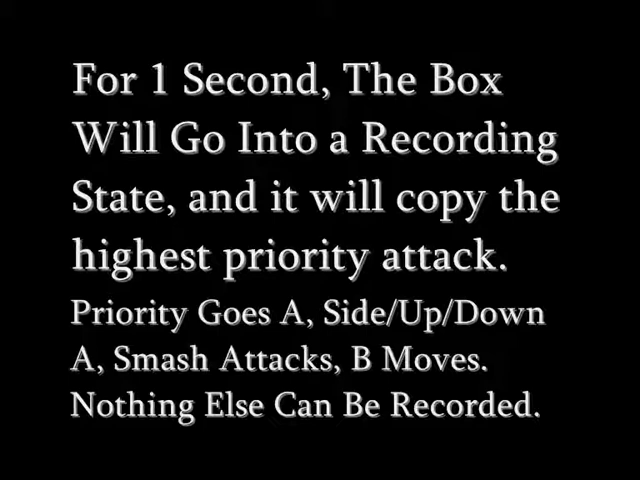 For 1 Second, The Box
Will Go Into a Recording
State, and it will copy the
highest priority attack.
Priority Goes A, Side/Up/Down
A, Smash Attacks, B Moves.
Nothing Else Can Be Recorded.